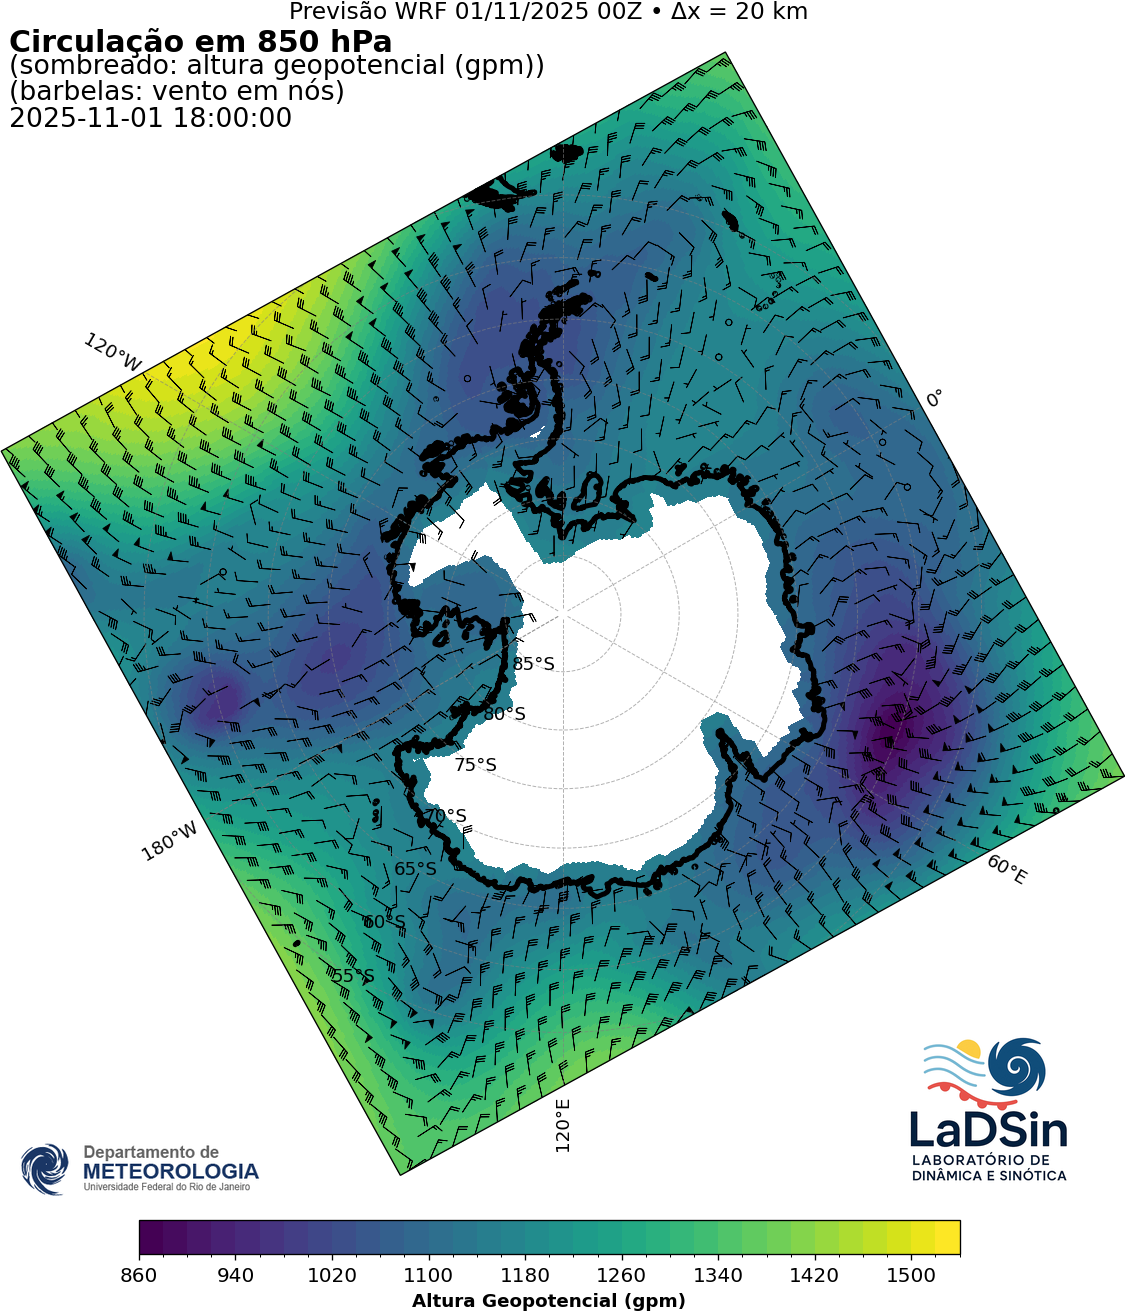 Previsão WRF 01/11/2025 00Z • Δx = 20 km
Circulação em 850 hPa
(sombreado: altura geopotencial (gpm))
(barbelas: vento em nós)
2025-11-01 18:00:00
120°W
0°
85°S
80°S
75°S
70°S
65°S
60°S
55°S
180°W
60°E
120°E
Departamento de
METEOROLOGIA
Universidade Federal do Rio de Janeiro
LaDSin
LABORATÓRIO DE
DINÂMICA E SINÓTICA
860 940 1020 1100 1180 1260 1340 1420 1500
Altura Geopotencial (gpm)